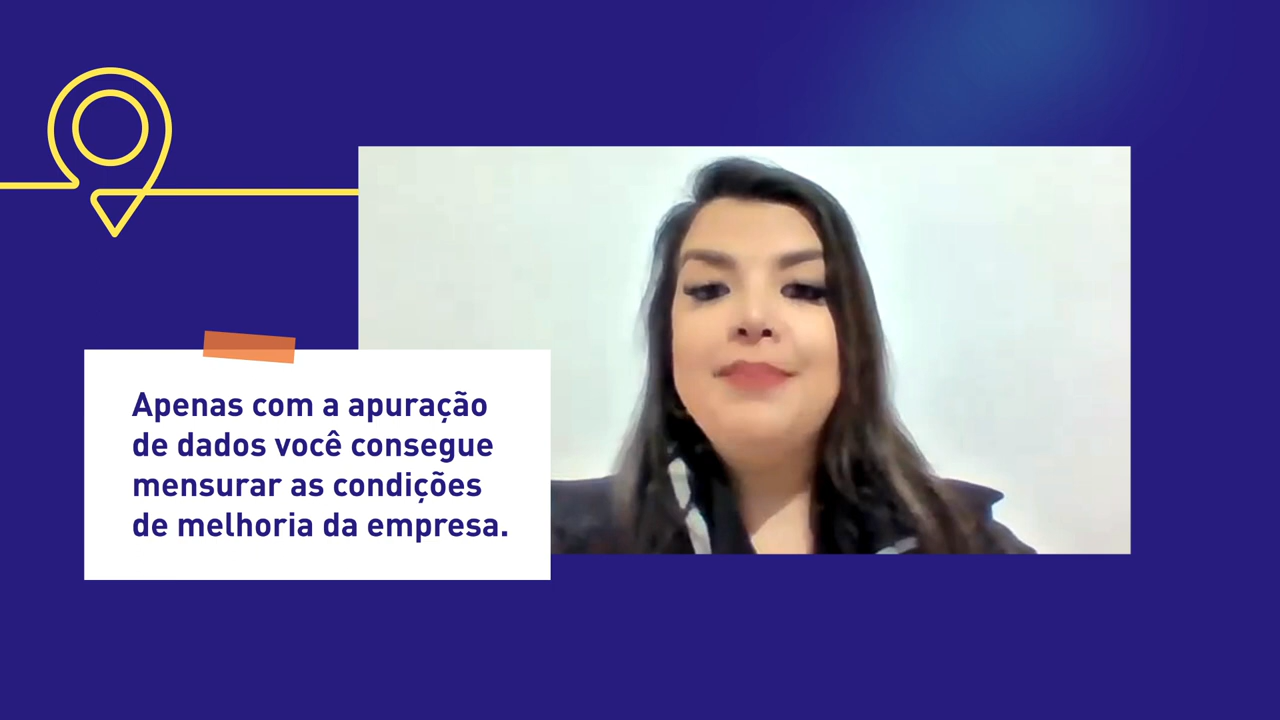 Apenas com a apuração
de dados você consegue
mensurar as condições
de melhoria da empresa.